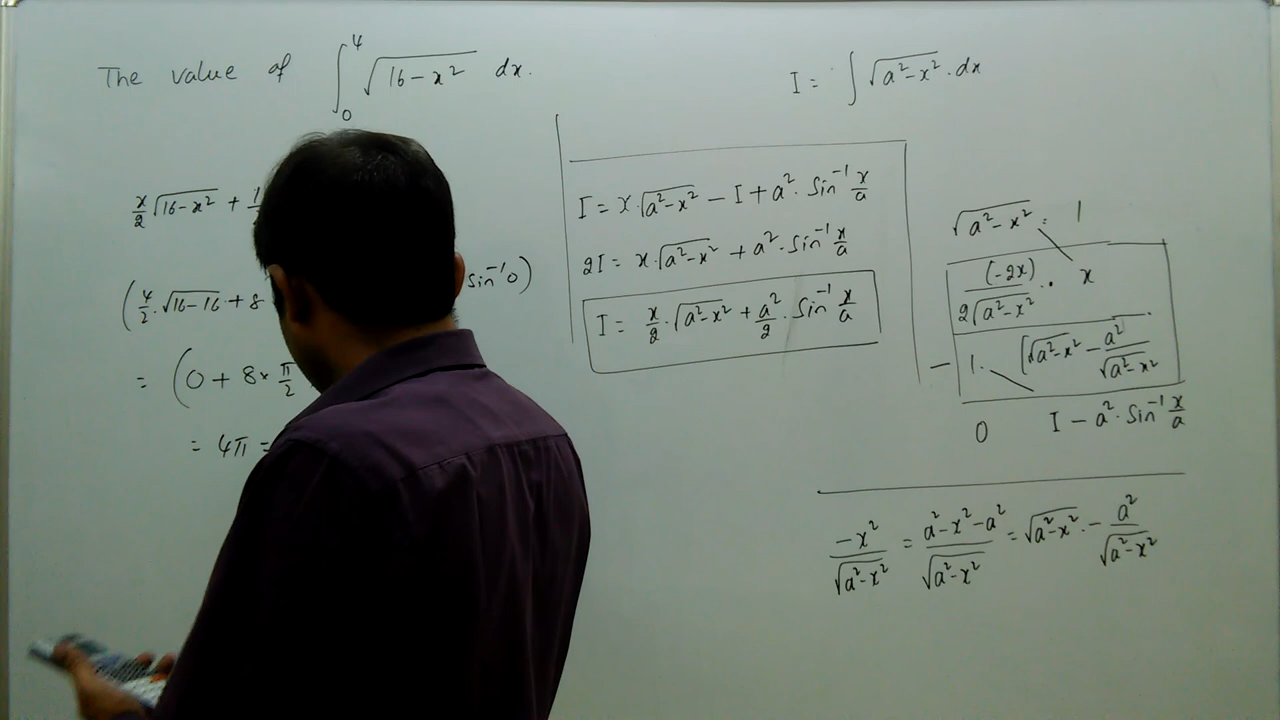 The value of ∫₀⁴ √(16-x²) dx.
x/2 √(16-x²) + 1/
(4/2 . √(16-16) + 8 sin⁻¹0)
= (0 + 8 × π/2
= 4π =
I = ∫ √(a²-x²) . dx
I = x . √(a²-x²) - I + a² . Sin⁻¹ x/a
2I = x . √(a²-x²) + a² . Sin⁻¹ x/a
I = x/2 . √(a²-x²) + a²/2 . Sin⁻¹ x/a
√(a²-x²) . 1
(-2x)/(2√(a²-x²)) . x
- 1 . [√(a²-x²) - a²/√(a²-x²)
0 I - a² . Sin⁻¹ x/a
-x²/√(a²-x²) = (a²-x²-a²)/√(a²-x²) = √(a²-x²) . - a²/√(a²-x²)